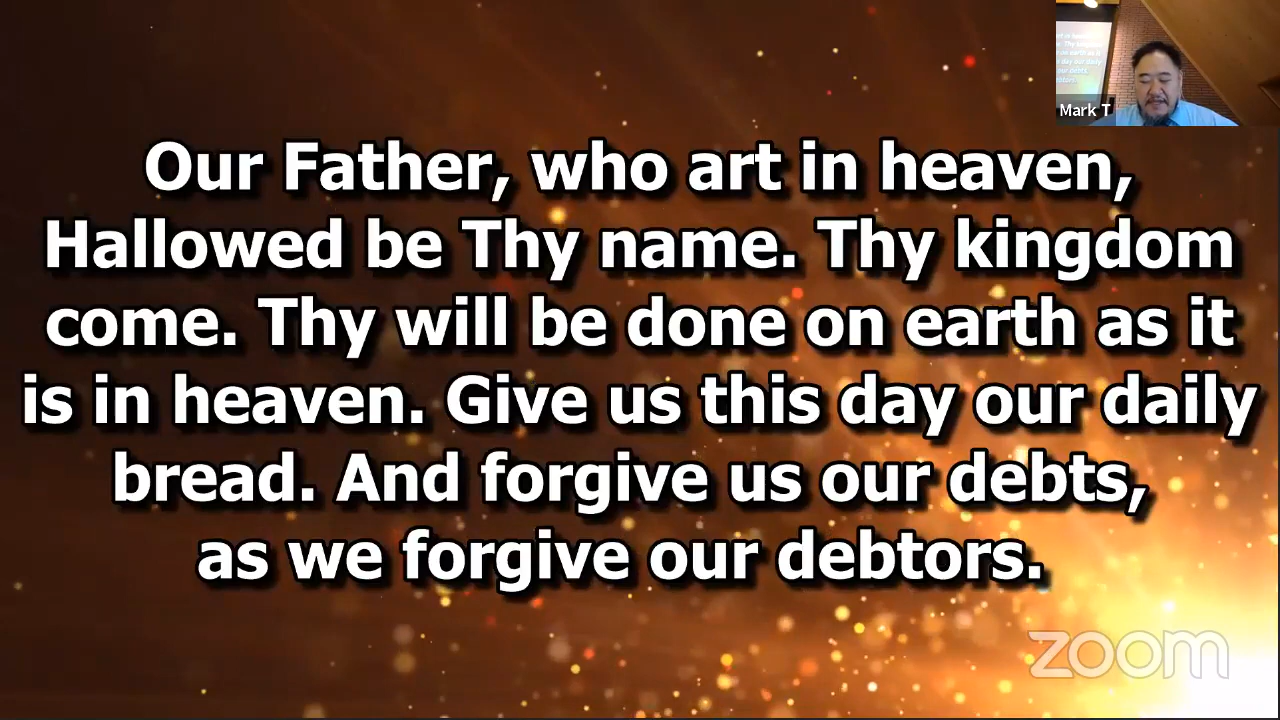 Mark T
Our Father, who art in heaven,
Hallowed be Thy name. Thy kingdom
come. Thy will be done on earth as it
is in heaven. Give us this day our daily
bread. And forgive us our debts,
as we forgive our debtors.
zoom